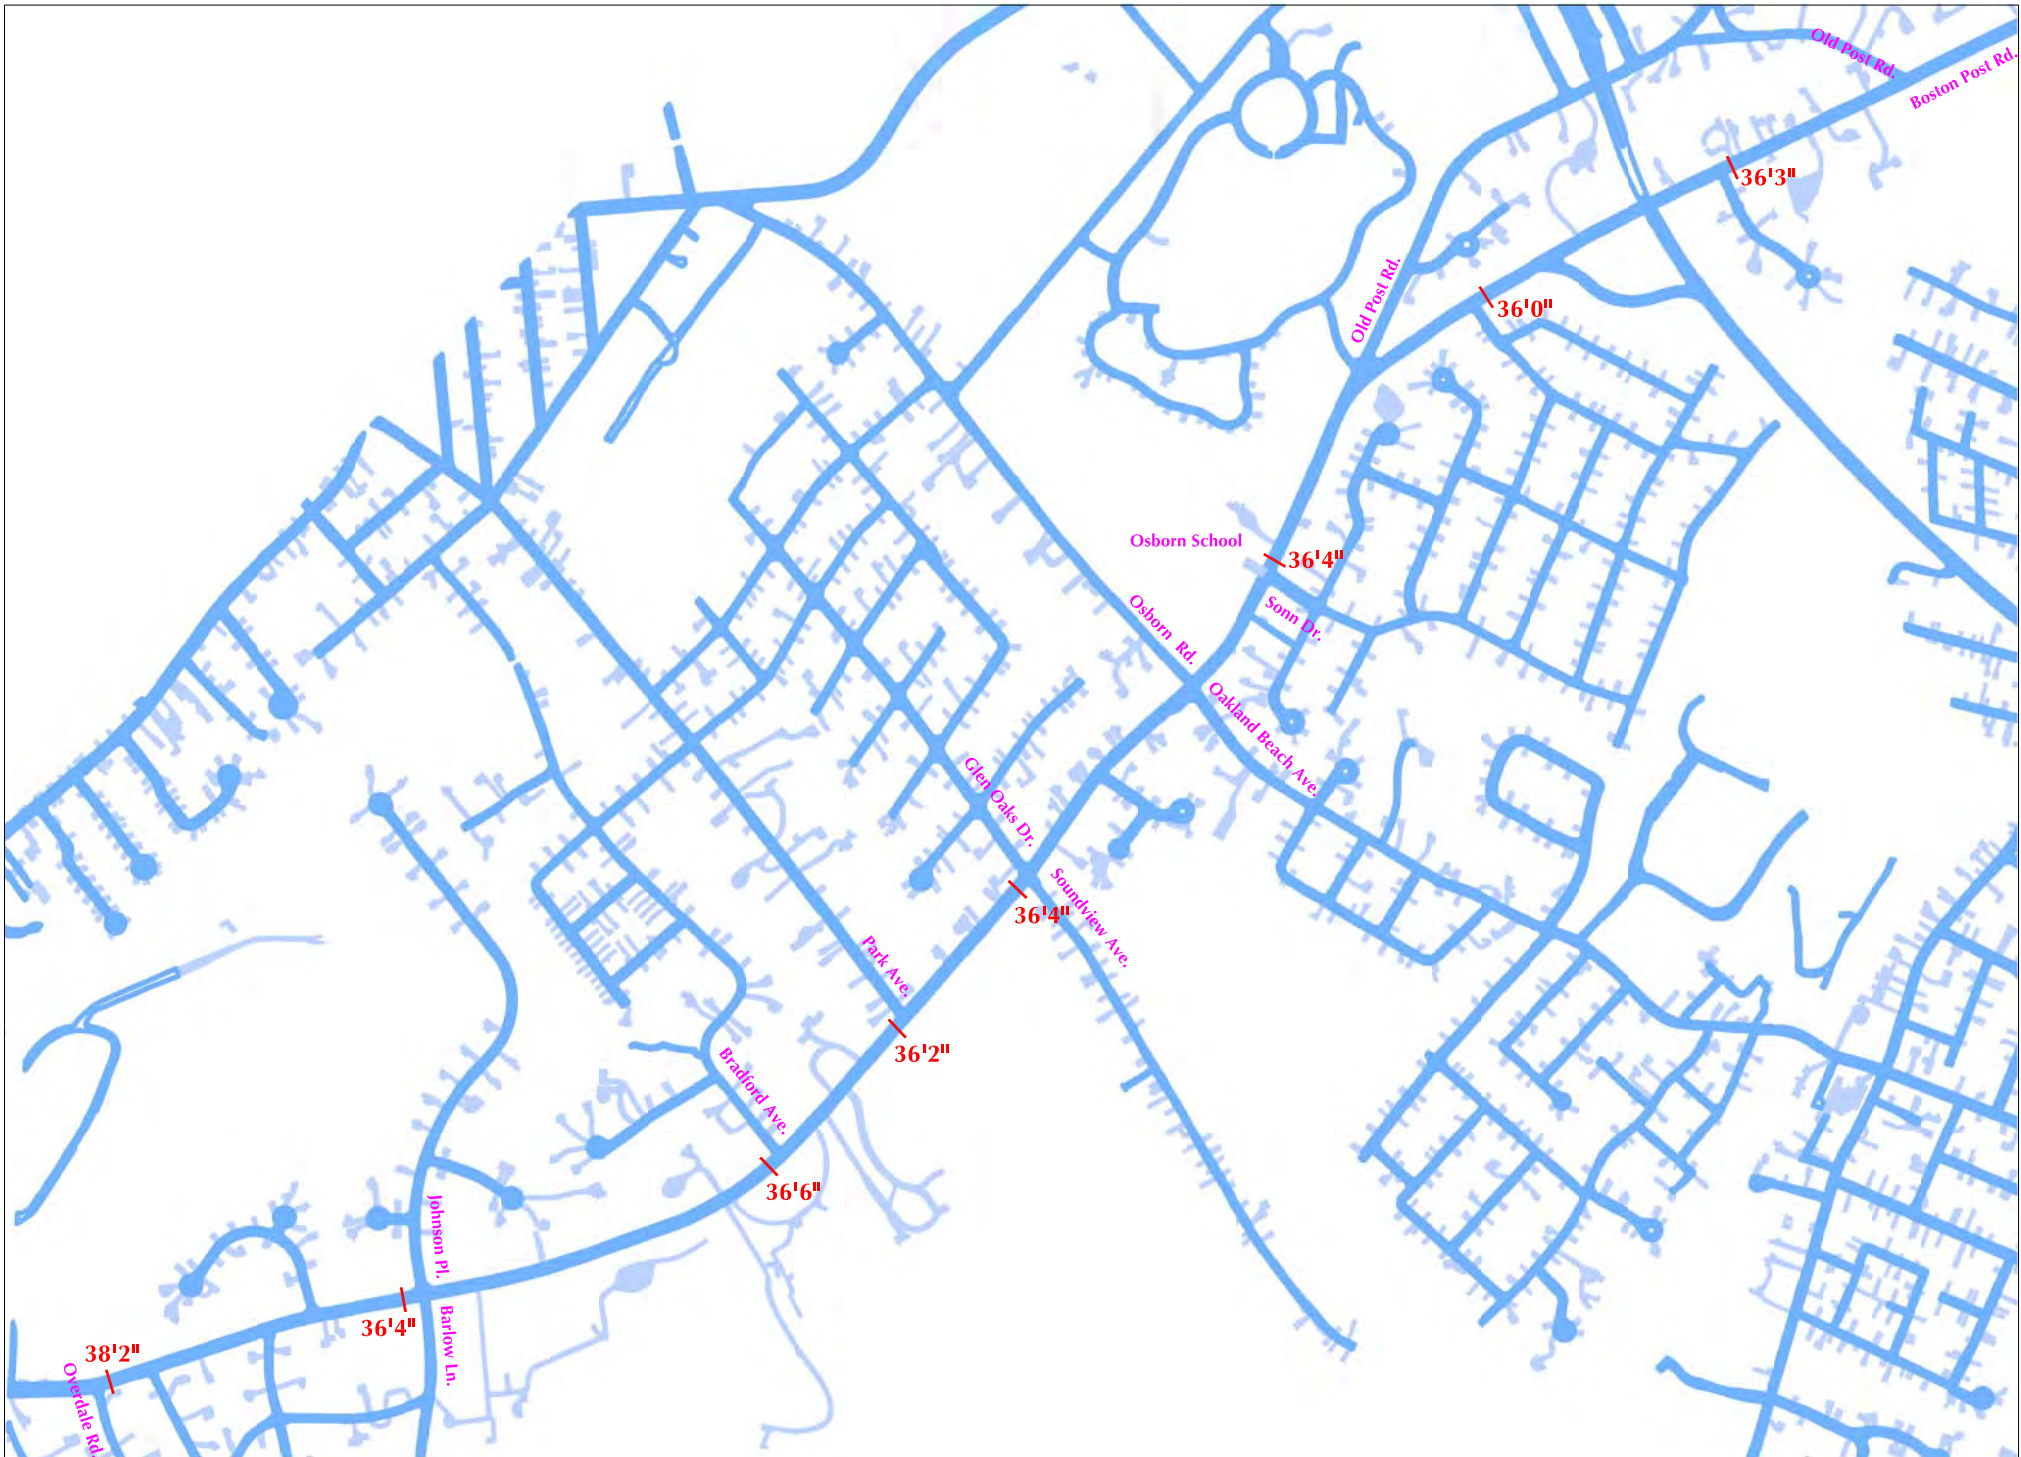 Old Post Rd.
Boston Post Rd.
36'3"
36'0"
Old Post Rd.
Osborn School
36'4"
Sonn Dr.
Osborn Rd.
Oakland Beach Ave.
Glen Oaks Dr.
Soundview Ave.
36'4"
Park Ave.
36'2"
Bradford Ave.
36'6"
Johnson Pl.
Barlow Ln.
36'4"
38'2"
Overdale Rd.